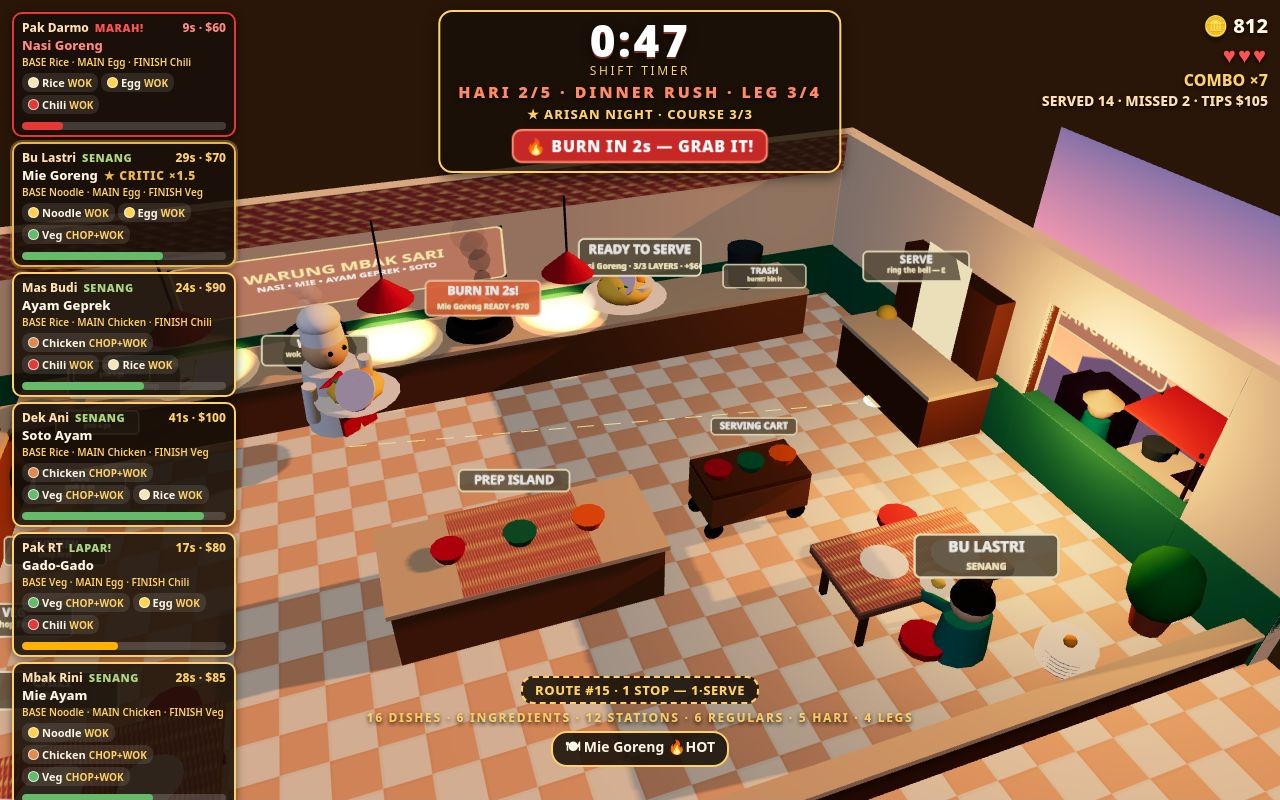 Pak Darmo MARAH! 9s · $60
Nasi Goreng
BASE Rice · MAIN Egg · FINISH Chili
Rice WOK Egg WOK
Chili WOK
Bu Lastri SENANG 29s · $70
Mie Goreng ★ CRITIC ×1.5
BASE Noodle · MAIN Egg · FINISH Veg
Noodle WOK Egg WOK
Veg CHOP+WOK
Mas Budi SENANG 24s · $90
Ayam Geprek
BASE Rice · MAIN Chicken · FINISH Chili
Chicken CHOP+WOK
Chili WOK Rice WOK
Dek Ani SENANG 41s · $100
Soto Ayam
BASE Rice · MAIN Chicken · FINISH Veg
Chicken CHOP+WOK
Veg CHOP+WOK Rice WOK
Pak RT LAPAR! 17s · $80
Gado-Gado
BASE Veg · MAIN Egg · FINISH Chili
Veg CHOP+WOK Egg WOK
Chili WOK
Mbak Rini SENANG 28s · $85
Mie Ayam
BASE Noodle · MAIN Chicken · FINISH Veg
Noodle WOK
Chicken CHOP+WOK
Veg CHOP+WOK
0:47
SHIFT TIMER
HARI 2/5 · DINNER RUSH · LEG 3/4
★ ARISAN NIGHT · COURSE 3/3
🔥 BURN IN 2s — GRAB IT!
812
♥♥♥
COMBO ×7
SERVED 14 · MISSED 2 · TIPS $105
WARUNG MBAK SARI
NASI · MIE · AYAM GEPREK · SOTO
BURN IN 2s!
Mie Goreng READY +$70
READY TO SERVE
Goreng · 3/3 LAYERS
TRASH
burnt? bin it
SERVE
ring the bell — E
SERVING CART
PREP ISLAND
BU LASTRI
SENANG
ROUTE #15 · 1 STOP — 1·SERVE
16 DISHES · 6 INGREDIENTS · 12 STATIONS · 6 REGULARS · 5 HARI · 4 LEGS
🍽 Mie Goreng 🔥HOT